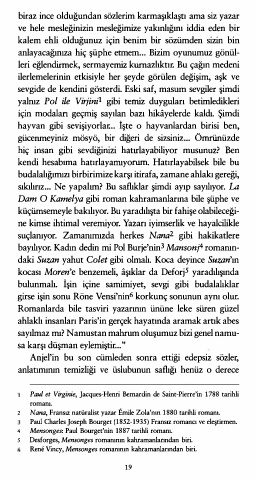 biraz ince olduğundan sözlerim karmaşıklaştı ama siz yazar
ve hele mesleğinizin mesleğimize yakınlığını iddia eden bir
kalem ehli olduğunuz için benim bir sözümden sizin bin
anlayacağınıza hiç şüphe etmem... Bizim oyunumuz gönül-
leri eğlendirmek, sermayemiz kurnazlıktır. Bu çağın medeni
ilerlemelerinin etkisiyle her şeyde görülen değişim, aşk ve
sevgide de kendini gösterdi. Eski saf, masum sevgiler şimdi
yalnız Pol ile Virjini¹ gibi temiz duyguları betimledikleri
için modaları geçmiş sayılan bazı hikâyelerde kaldı. Şimdi
hayvan gibi sevişiyorlar... İşte o hayvanlardan birisi ben,
gücenmeyiniz mösyö, bir diğeri de sizsiniz... Ömrünüzde
hiç insan gibi sevdiğinizi hatırlayabiliyor musunuz? Ben
kendi hesabıma hatırlayamıyorum. Hatırlayabilsek bile bu
budalalığımızı birbirimize karşı itirafa, zamane ahlakı gereği,
sıkılırız... Ne yapalım? Bu saflıklar şimdi ayıp sayılıyor. La
Dam O Kamelya gibi roman kahramanlarına bile şüphe ve
küçümsemeyle bakılıyor. Bu yaradılışta bir fahişe olabileceği-
ne kimse ihtimal veremiyor. Yazarı iyimserlik ve hayalcilikle
suçlanıyor. Zamanımızda herkes Nana² gibi hakikatlere
bayılıyor. Kadın dedin mi Pol Burje'nin³ Mansonj⁴ romanın-
daki Suzan yahut Colet gibi olmalı. Koca deyince Suzan'ın
kocası Moren'e benzemeli, âşıklar da Deforj⁵ yaradılışında
bulunmalı. İşin içine samimiyet, sevgi gibi budalalıklar
girse işin sonu Röne Vensi'nin⁶ korkunç sonunun aynı olur.
Romanlarda bile tasviri yazarının ününe leke süren güzel
ahlaklı insanları Paris'in gerçek hayatında aramak artık abes
sayılmaz mı? Namustan mahrum oluşumuz bizi genel namu-
sa karşı düşman eylemiştir..."
Anjel'in bu son cümleden sonra ettiği edepsiz sözler,
anlatımının temizliği ve üslubunun saflığı henüz o derece
1 Paul et Virginie, Jacques-Henri Bernardin de Saint-Pierre'in 1788 tarihli
romanı.
2 Nana, Fransız natüralist yazar Émile Zola'nın 1880 tarihli romanı.
3 Paul Charles Joseph Bourget (1852-1935) Fransız romancı ve eleştirmen.
4 Mensonges: Paul Bourget'nin 1887 tarihli romanı.
5 Desforges, Mensonges romanının kahramanlarından biri.
6 René Vincy, Mensonges romanının kahramanlarından biri.
19